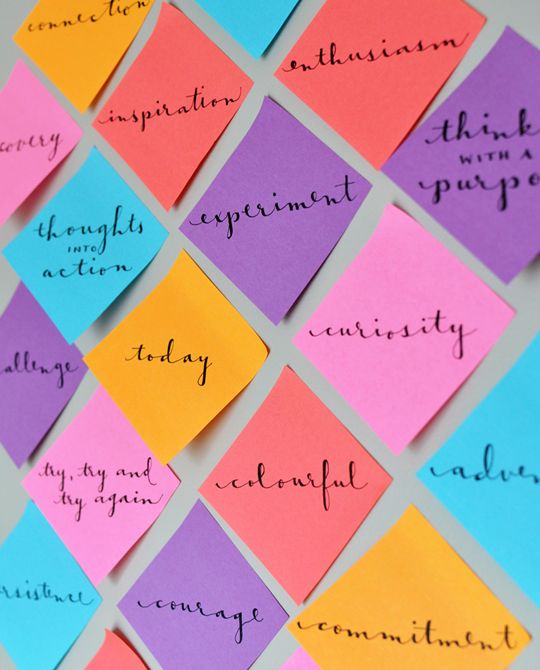 connection
enthusiasm
inspiration
think
WITH A
purpo
covery
experiment
thoughts
INTO
action
curiosity
today
allenge
colourful
adven
try, try and
try again
rsistence
courage
commitment